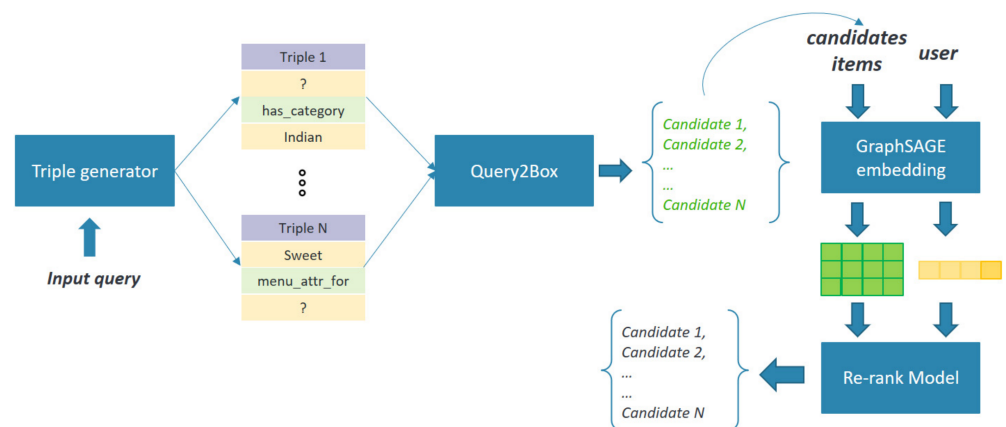 Input query
Triple generator
Triple 1
?
has_category
Indian
Triple N
Sweet
menu_attr_for
?
Query2Box
Candidate 1,
Candidate 2,
...
...
Candidate N
candidates
items
user
GraphSAGE
embedding
Re-rank Model
Candidate 1,
Candidate 2,
...
...
Candidate N